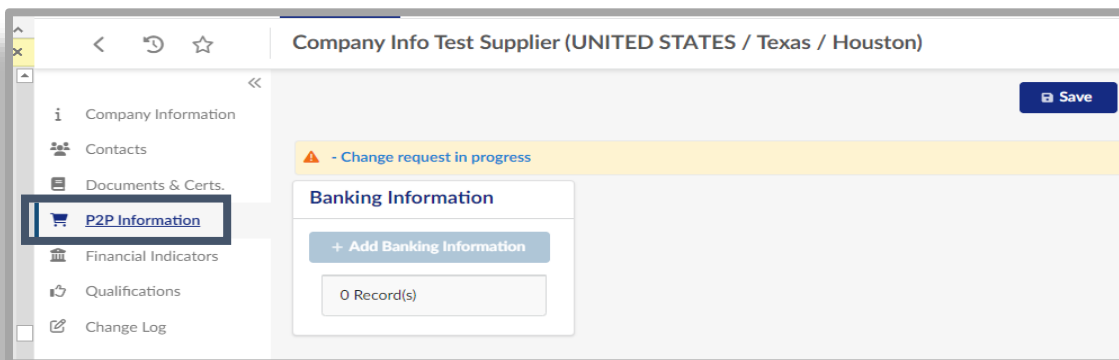 Company Info Test Supplier (UNITED STATES / Texas / Houston)
Save
Company Information
Contacts
Documents & Certs.
P2P Information
Financial Indicators
Qualifications
Change Log
- Change request in progress
Banking Information
+ Add Banking Information
0 Record(s)